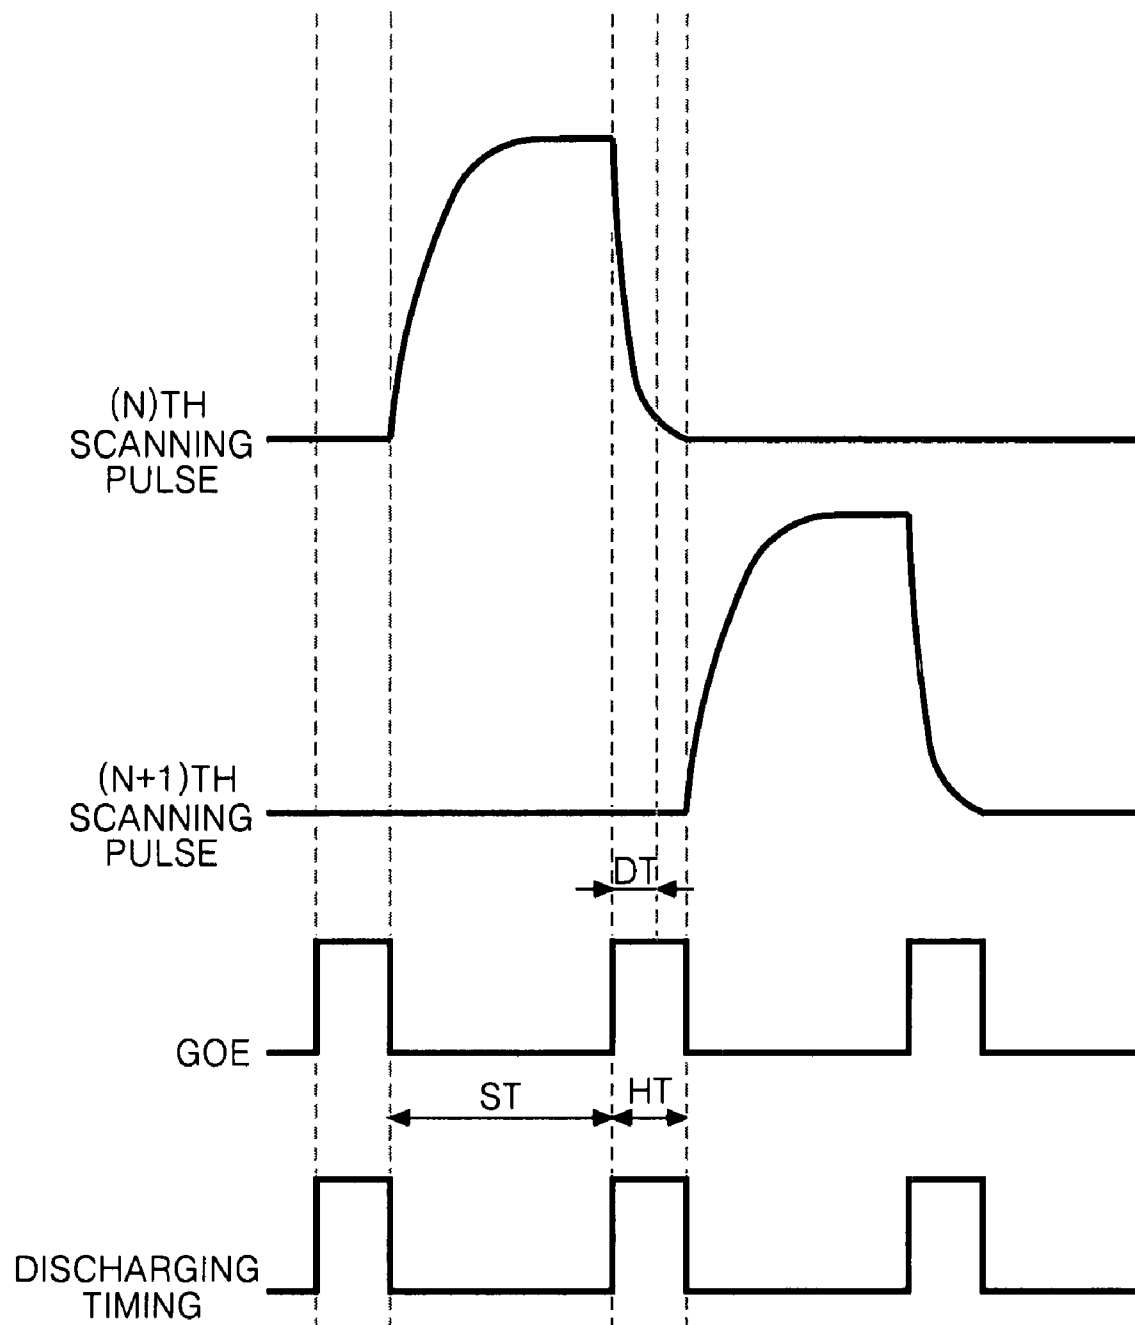 (N)TH
SCANNING
PULSE
(N+1)TH
SCANNING
PULSE
DT
GOE
ST
HT
DISCHARGING
TIMING